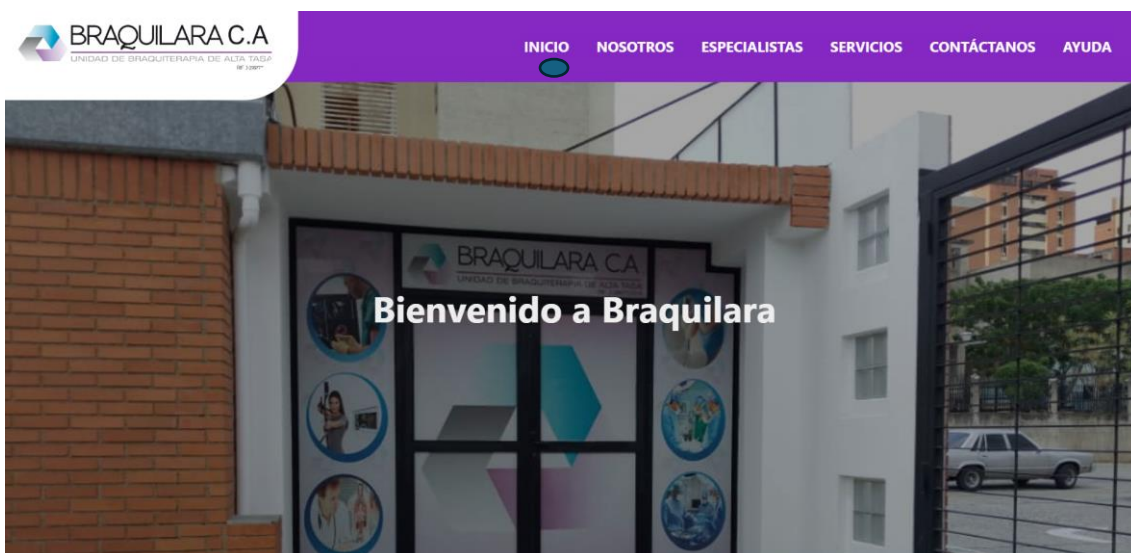 BRAQUILARA C.A
UNIDAD DE BRAQUITERAPIA DE ALTA TASA
INICIO NOSOTROS ESPECIALISTAS SERVICIOS CONTÁCTANOS AYUDA
BRAQUILARA C.A
UNIDAD DE BRAQUITERAPIA DE ALTA TASA
Bienvenido a Braquilara